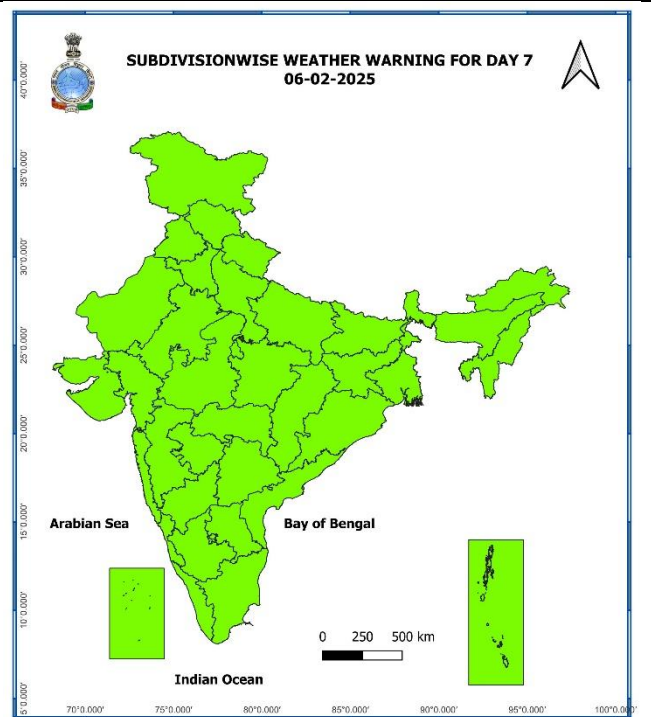 SUBDIVISIONWISE WEATHER WARNING FOR DAY 7
06-02-2025
40°0.000'
35°0.000'
30°0.000'
25°0.000'
20°0.000'
15°0.000'
10°0.000'
5°0.000'
Arabian Sea
Bay of Bengal
0 250 500 km
Indian Ocean
70°0.000' 75°0.000' 80°0.000' 85°0.000' 90°0.000' 95°0.000' 100°0.000'